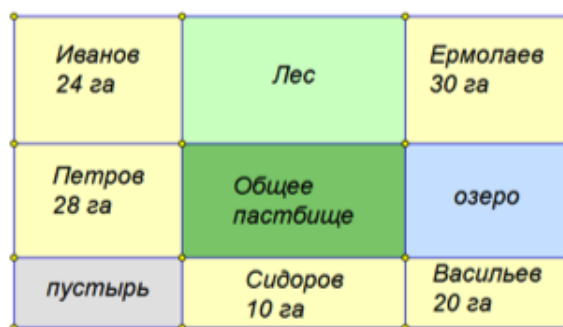 Иванов
24 га
Лес
Ермолаев
30 га
Петров
28 га
Общее
пастбище
озеро
пустырь
Сидоров
10 га
Васильев
20 га